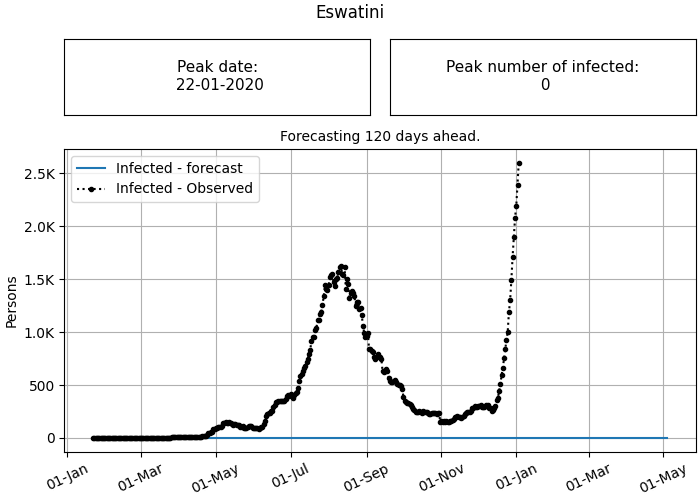 Eswatini
Peak date:
22-01-2020
Peak number of infected:
0
Forecasting 120 days ahead.
Infected - forecast
Infected - Observed
2.5K
2.0K
1.5K
1.0K
500
0
Persons
01-Jan
01-Mar
01-May
01-Jul
01-Sep
01-Nov
01-Jan
01-Mar
01-May